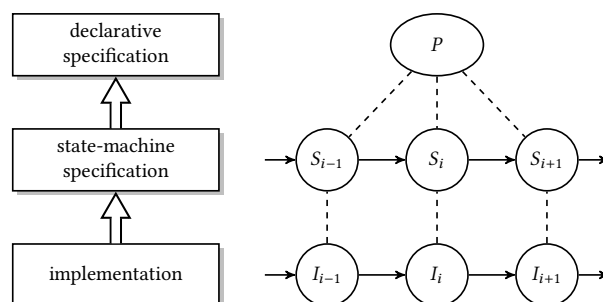 declarative
specification
P
state-machine
specification
S_{i−1} S_i S_{i+1}
implementation
I_{i−1} I_i I_{i+1}